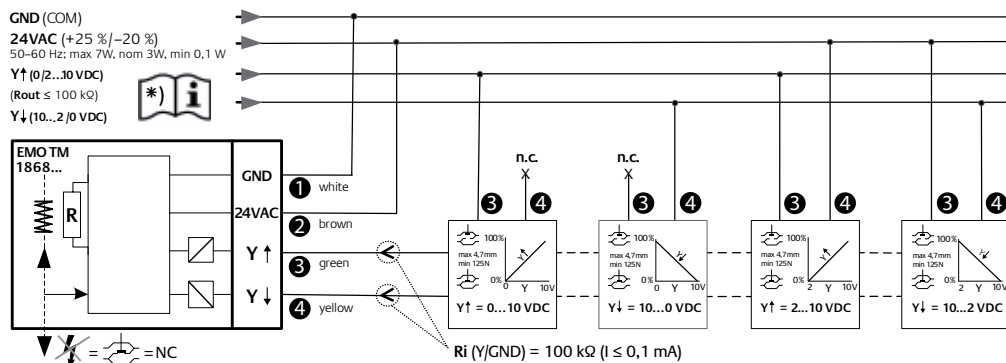 GND (COM)
24VAC (+25 %/−20 %)
50–60 Hz; max 7W, nom 3W, min 0,1 W
Y↑ (0/2...10 VDC)
(Rout ≤ 100 kΩ)
Y↓ (10...2 /0 VDC)
*) i
EMO TM
1868...
R
GND
24VAC
Y ↑
Y ↓
1 white
2 brown
3 green
4 yellow
= = NC
n.c.
X
3 4
100%
max 4,7mm
min 125N
0%
Y↑
0 Y 10V
Y↑ = 0...10 VDC
n.c.
X
3 4
100%
max 4,7mm
min 125N
0%
Y↓
0 Y 10V
Y↓ = 10...0 VDC
3 4
100%
max 4,7mm
min 125N
0%
Y↑
2 Y 10V
Y↑ = 2...10 VDC
3 4
100%
max 4,7mm
min 125N
0%
Y↓
2 Y 10V
Y↓ = 10...2 VDC
Ri (Y/GND) = 100 kΩ (I ≤ 0,1 mA)